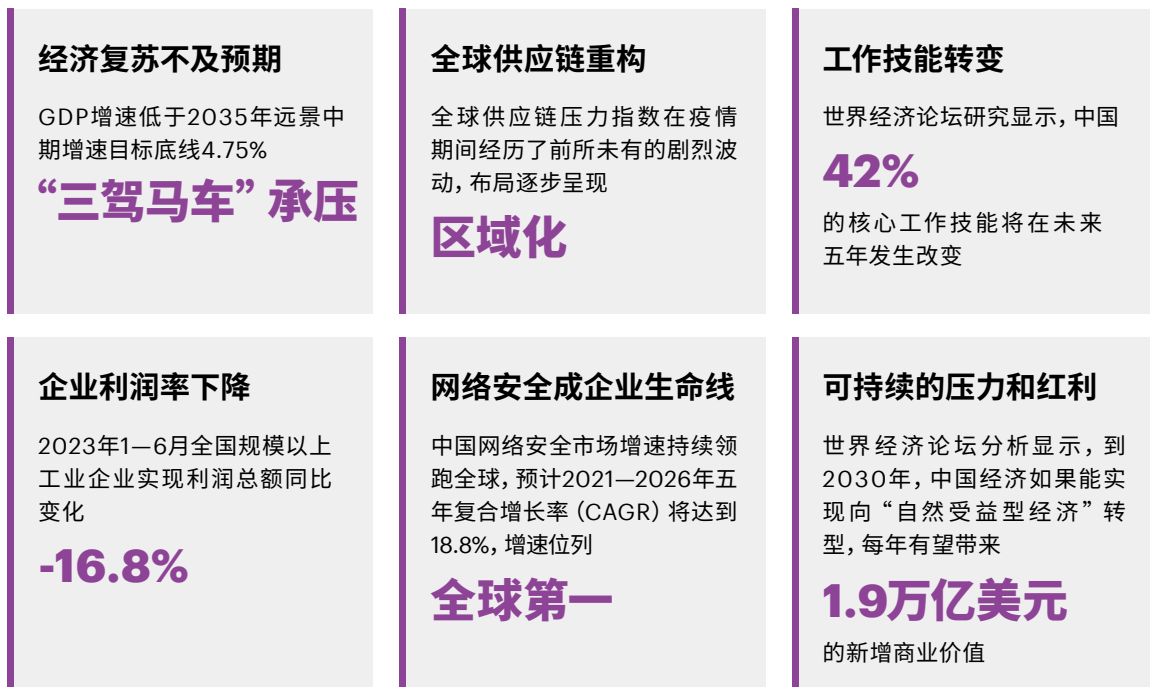 经济复苏不及预期
GDP增速低于2035年远景中
期增速目标底线4.75%
“三驾马车”承压
全球供应链重构
全球供应链压力指数在疫情
期间经历了前所未有的剧烈波
动，布局逐步呈现
区域化
工作技能转变
世界经济论坛研究显示，中国
42%
的核心工作技能将在未来
五年发生改变
企业利润率下降
2023年1—6月全国规模以上
工业企业实现利润总额同比
变化
-16.8%
网络安全成企业生命线
中国网络安全市场增速持续领
跑全球，预计2021—2026年五
年复合增长率（CAGR）将达到
18.8%，增速位列
全球第一
可持续的压力和红利
世界经济论坛分析显示，到
2030年，中国经济如果能实
现向“自然受益型经济”转
型，每年有望带来
1.9万亿美元
的新增商业价值